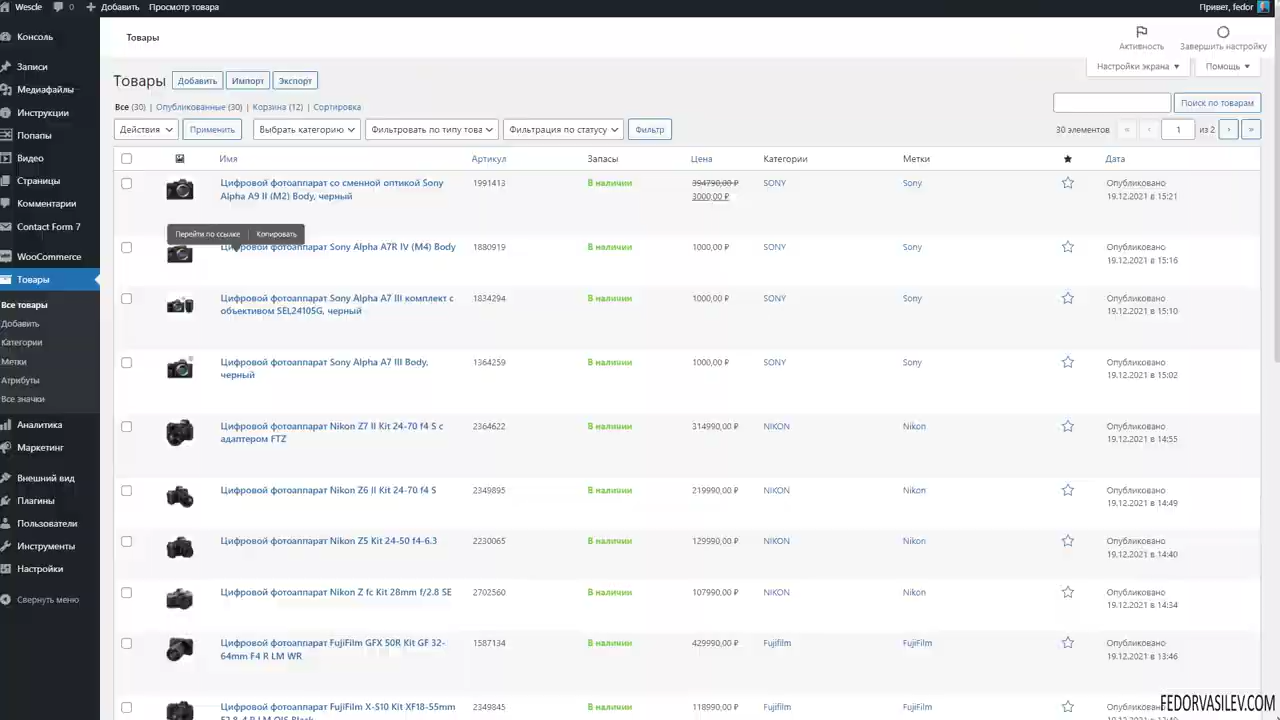 Wescle 0 Добавить Просмотр товара Привет, fedor
Консоль
Записи
Медиафайлы
Инструкции
Попапы
Видео
Страницы
Комментарии
Contact Form 7
WooCommerce
Товары
Все товары
Добавить
Категории
Метки
Атрибуты
Все значки
Аналитика
Маркетинг
Внешний вид
Плагины
Пользователи
Инструменты
Настройки
Свернуть меню
Товары
Активность Завершить настройку
Настройки экрана Помощь
Товары Добавить Импорт Экспорт
Все (30) | Опубликованные (30) | Корзина (12) | Сортировка
Поиск по товарам
Действия Применить Выбрать категорию Фильтровать по типу това Фильтрация по статусу Фильтр 30 элементов « ‹ 1 из 2 › »
Имя Артикул Запасы Цена Категории Метки Дата
Цифровой фотоаппарат со сменной оптикой Sony 1991413 В наличии 394790,00 ₽ SONY Sony Опубликовано
Alpha A9 II (M2) Body, черный 3000,00 ₽ 19.12.2021 в 15:21
Перейти по ссылке Копировать
Цифровой фотоаппарат Sony Alpha A7R IV (M4) Body 1880919 В наличии 1000,00 ₽ SONY Sony Опубликовано
19.12.2021 в 15:16
Цифровой фотоаппарат Sony Alpha A7 III комплект с 1834294 В наличии 1000,00 ₽ SONY Sony Опубликовано
объективом SEL24105G, черный 19.12.2021 в 15:10
Цифровой фотоаппарат Sony Alpha A7 III Body, 1364259 В наличии 1000,00 ₽ SONY Sony Опубликовано
черный 19.12.2021 в 15:02
Цифровой фотоаппарат Nikon Z7 II Kit 24-70 f4 S с 2364622 В наличии 314990,00 ₽ NIKON Nikon Опубликовано
адаптером FTZ 19.12.2021 в 14:55
Цифровой фотоаппарат Nikon Z6 II Kit 24-70 f4 S 2349895 В наличии 219990,00 ₽ NIKON Nikon Опубликовано
19.12.2021 в 14:49
Цифровой фотоаппарат Nikon Z5 Kit 24-50 f4-6.3 2230065 В наличии 129990,00 ₽ NIKON Nikon Опубликовано
19.12.2021 в 14:40
Цифровой фотоаппарат Nikon Z fc Kit 28mm f/2.8 SE 2702560 В наличии 107990,00 ₽ NIKON Nikon Опубликовано
19.12.2021 в 14:34
Цифровой фотоаппарат FujiFilm GFX 50R Kit GF 32- 1587134 В наличии 429990,00 ₽ Fujifilm FujiFilm Опубликовано
64mm F4 R LM WR 19.12.2021 в 13:46
Цифровой фотоаппарат FujiFilm X-S10 Kit XF18-55mm 2349845 В наличии 118990,00 ₽ Fujifilm FujiFilm Опубликовано
FEDORVASILEV.COM